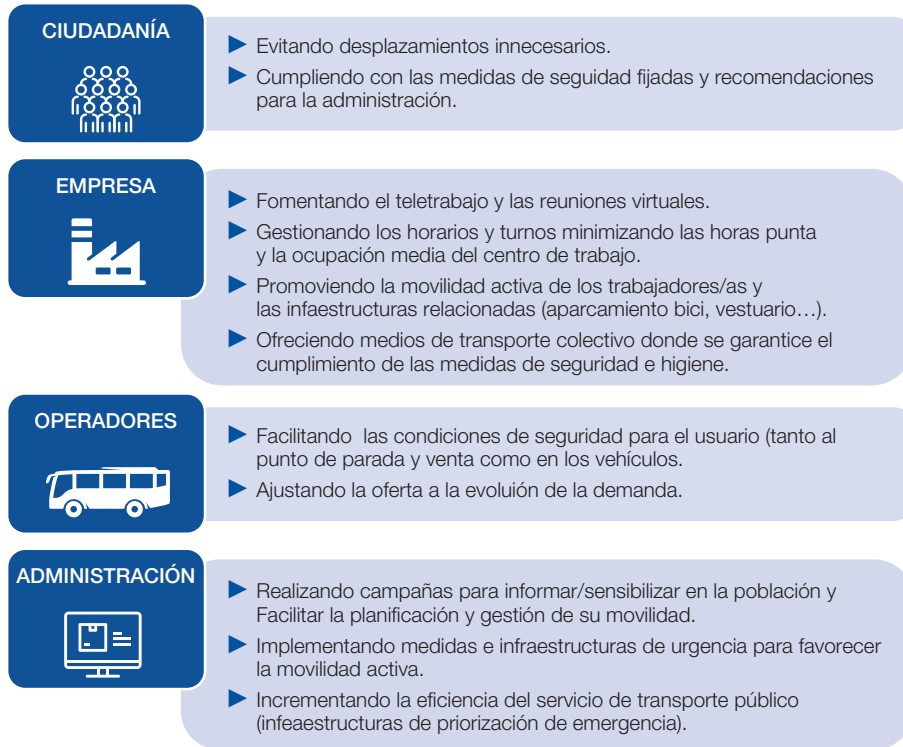 CIUDADANÍA
▶ Evitando desplazamientos innecesarios.
▶ Cumpliendo con las medidas de seguidad fijadas y recomendaciones
para la administración.
EMPRESA
▶ Fomentando el teletrabajo y las reuniones virtuales.
▶ Gestionando los horarios y turnos minimizando las horas punta
y la ocupación media del centro de trabajo.
▶ Promoviendo la movilidad activa de los trabajadores/as y
las infaestructuras relacionadas (aparcamiento bici, vestuario…).
▶ Ofreciendo medios de transporte colectivo donde se garantice el
cumplimiento de las medidas de seguridad e higiene.
OPERADORES
▶ Facilitando las condiciones de seguridad para el usuario (tanto al
punto de parada y venta como en los vehículos.
▶ Ajustando la oferta a la evoluión de la demanda.
ADMINISTRACIÓN
▶ Realizando campañas para informar/sensibilizar en la población y
Facilitar la planificación y gestión de su movilidad.
▶ Implementando medidas e infraestructuras de urgencia para favorecer
la movilidad activa.
▶ Incrementando la eficiencia del servicio de transporte público
(infeaestructuras de priorización de emergencia).